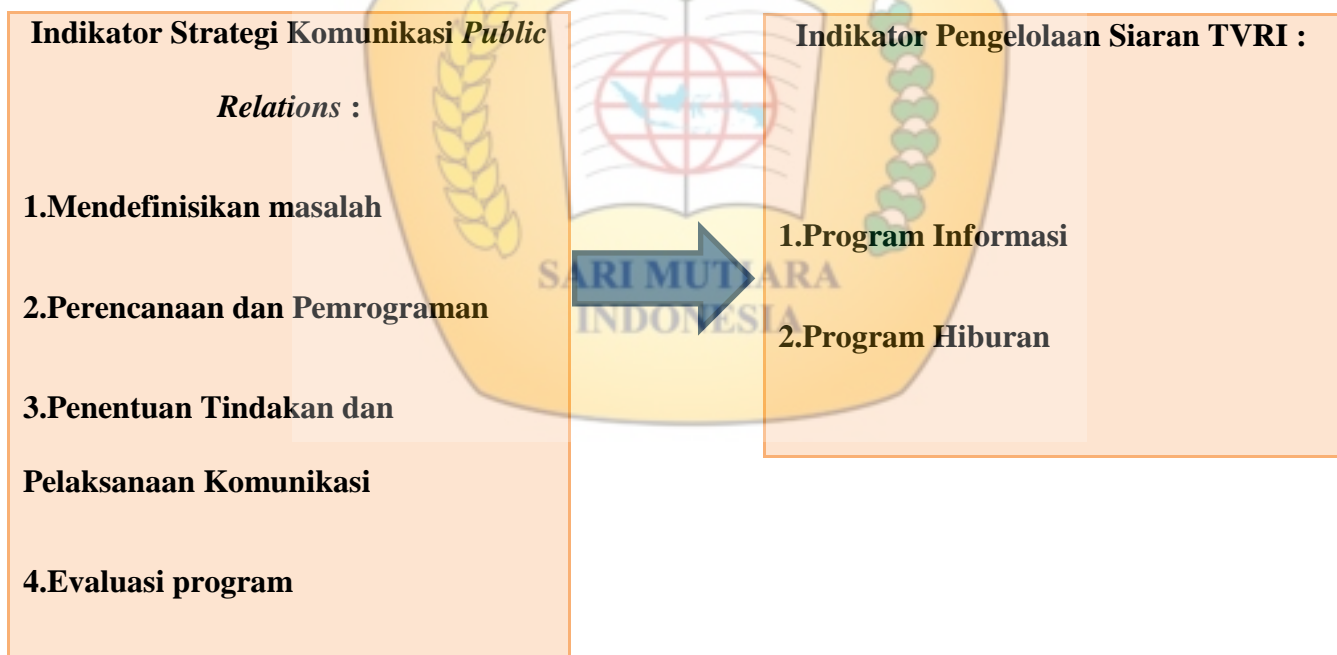 Indikator Strategi Komunikasi Public
Relations :
1.Mendefinisikan masalah
2.Perencanaan dan Pemrograman
3.Penentuan Tindakan dan
Pelaksanaan Komunikasi
4.Evaluasi program
SARI MUTIARA
INDONESIA
Indikator Pengelolaan Siaran TVRI :
1.Program Informasi
2.Program Hiburan